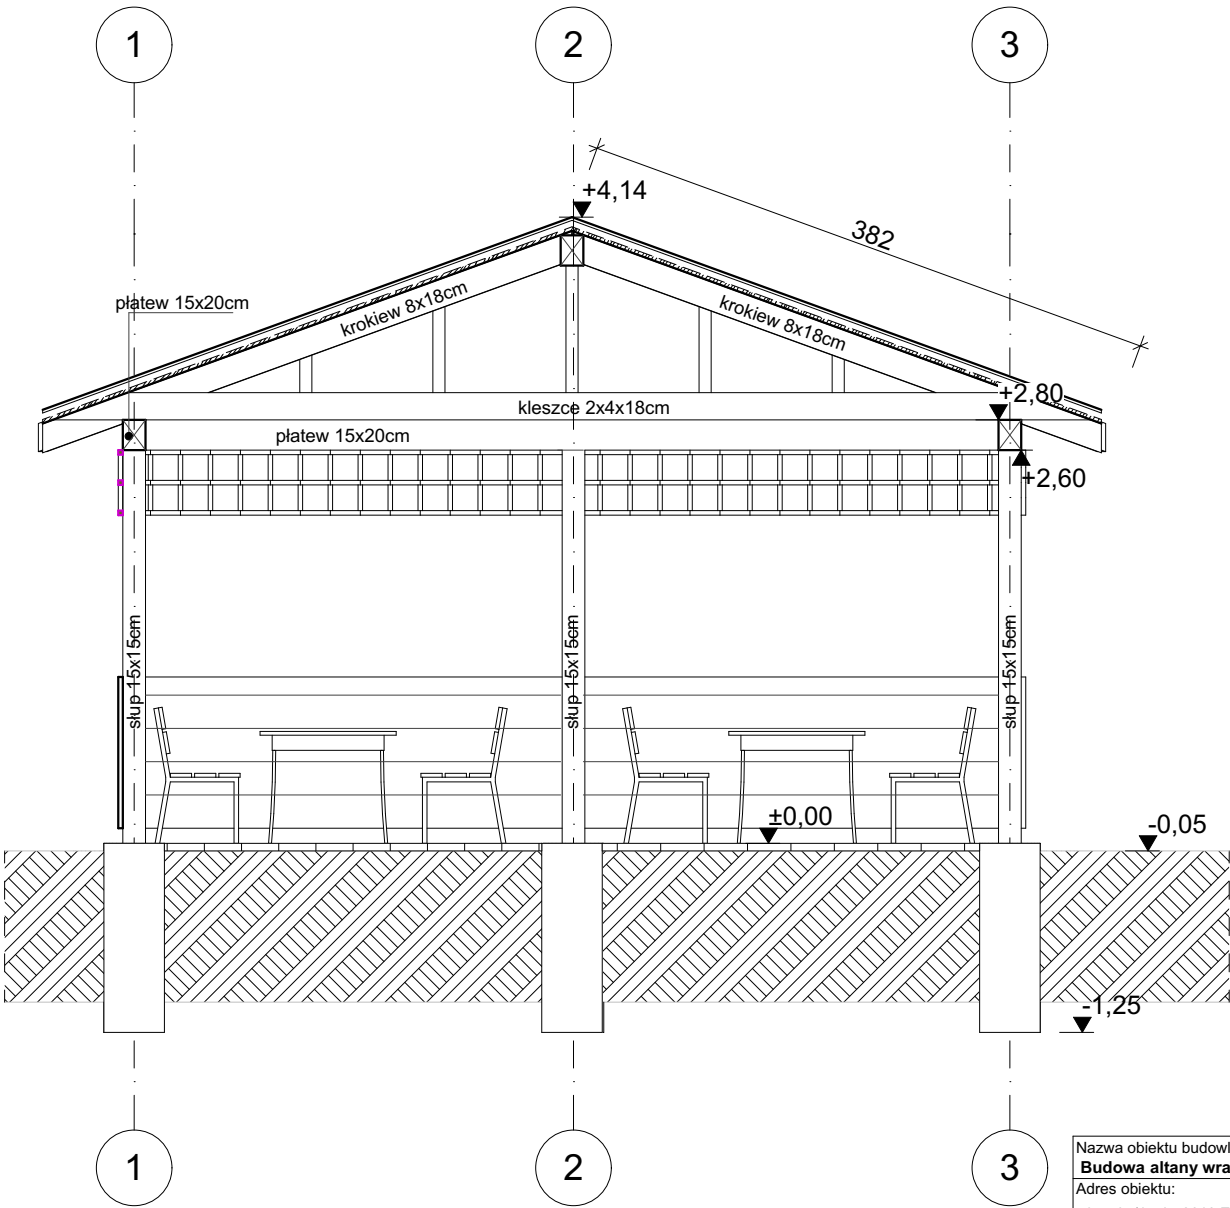 1 2 3
+4,14
382
płatew 15x20cm
krokiew 8x18cm
krokiew 8x18cm
+2,80
kleszce 2x4x18cm
płatew 15x20cm
+2,60
słup 15x15cm
słup 15x15cm
słup 15x15cm
±0,00
-0,05
-1,25
1 2 3
Nazwa obiektu budowl
Budowa altany wra
Adres obiektu: